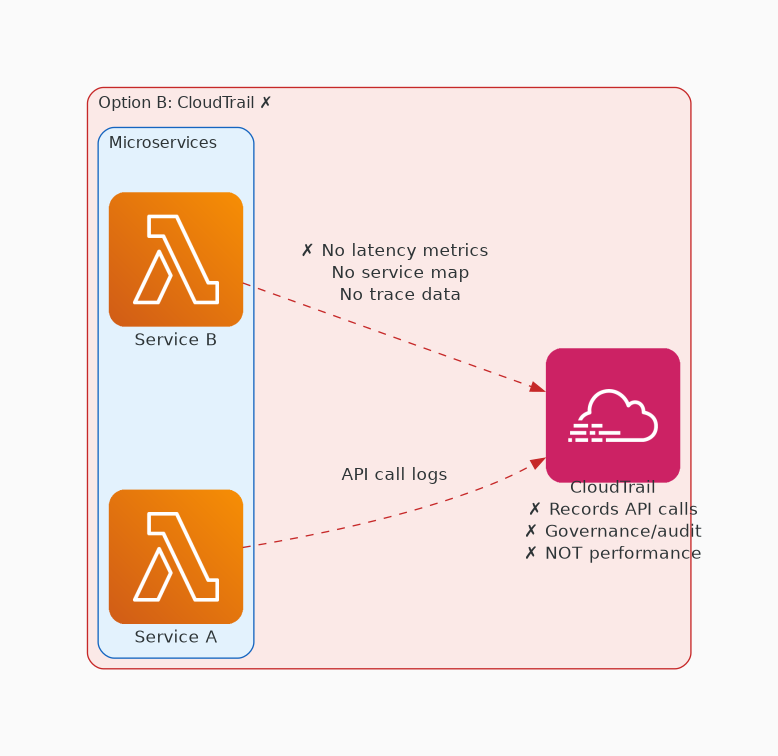 Option B: CloudTrail ✗
Microservices
✗ No latency metrics
No service map
No trace data
Service B
API call logs
CloudTrail
✗ Records API calls
✗ Governance/audit
✗ NOT performance
Service A